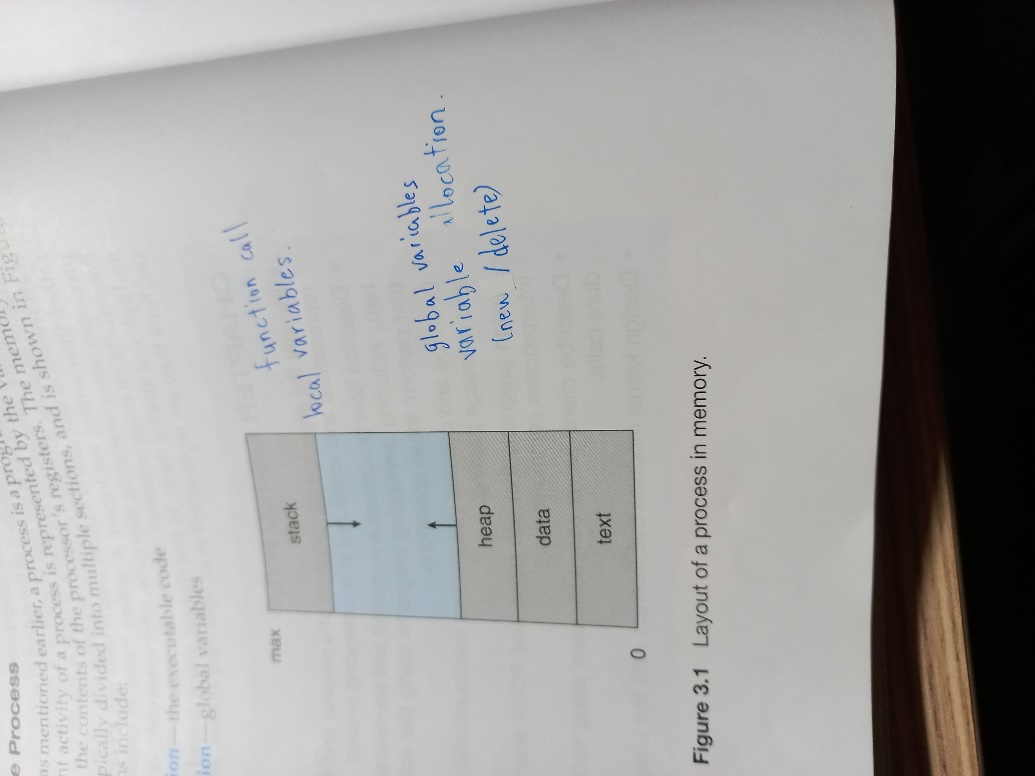 e Process
as mentioned earlier, a process is a
nt activity of a process is represented by the
the contents of the processor's registers. The memory
pically divided into multiple sections, and is shown in
ns include:
ion — the executable code
ion — global variables
max
stack
function call
local variables.
heap
global variables
variable allocation.
(new / delete)
data
text
0
Figure 3.1 Layout of a process in memory.